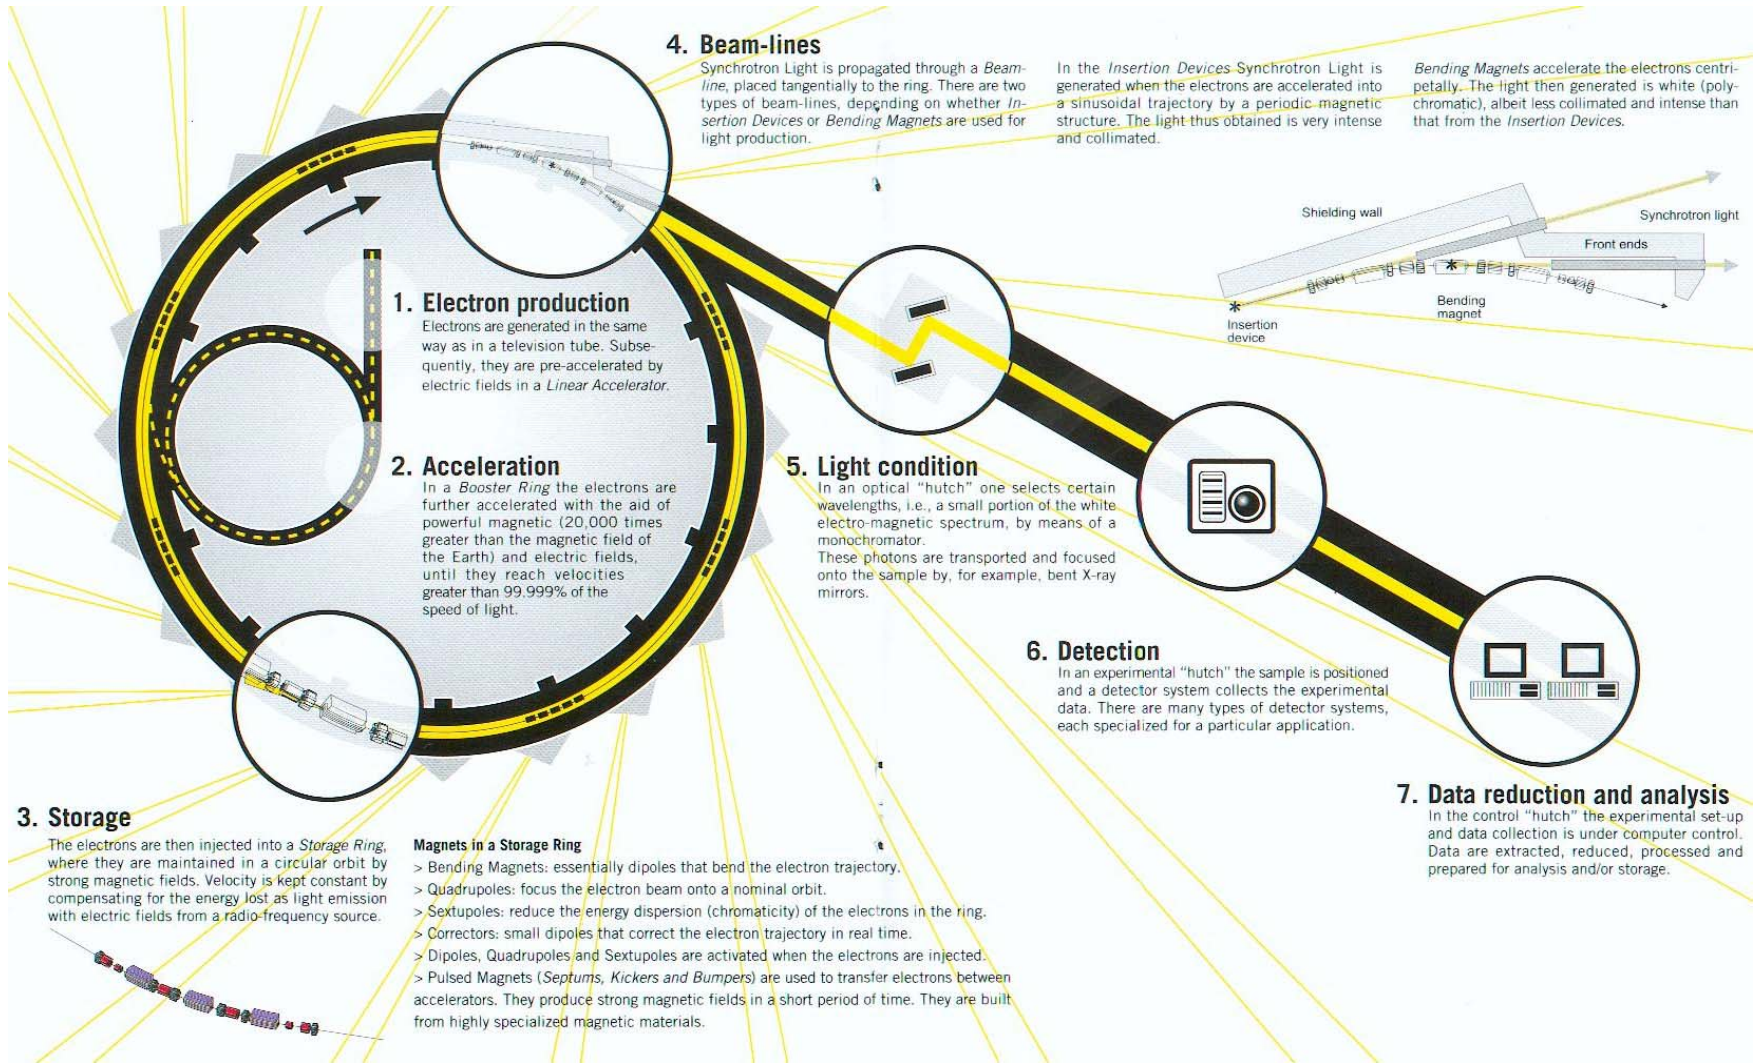 4. Beam-lines
Synchrotron Light is propagated through a Beam-
line, placed tangentially to the ring. There are two
types of beam-lines, depending on whether In-
sertion Devices or Bending Magnets are used for
light production.
In the Insertion Devices Synchrotron Light is
generated when the electrons are accelerated into
a sinusoidal trajectory by a periodic magnetic
structure. The light thus obtained is very intense
and collimated.
Bending Magnets accelerate the electrons centri-
petally. The light then generated is white (poly-
chromatic), albeit less collimated and intense than
that from the Insertion Devices.
Shielding wall
Synchrotron light
Front ends
Bending
magnet
Insertion
device
1. Electron production
Electrons are generated in the same
way as in a television tube. Subse-
quently, they are pre-accelerated by
electric fields in a Linear Accelerator.
2. Acceleration
In a Booster Ring the electrons are
further accelerated with the aid of
powerful magnetic (20,000 times
greater than the magnetic field of
the Earth) and electric fields,
until they reach velocities
greater than 99.999% of the
speed of light.
5. Light condition
In an optical "hutch" one selects certain
wavelengths, i.e., a small portion of the white
electro-magnetic spectrum, by means of a
monochromator.
These photons are transported and focused
onto the sample by, for example, bent X-ray
mirrors.
6. Detection
In an experimental "hutch" the sample is positioned
and a detector system collects the experimental
data. There are many types of detector systems,
each specialized for a particular application.
7. Data reduction and analysis
In the control "hutch" the experimental set-up
and data collection is under computer control.
Data are extracted, reduced, processed and
prepared for analysis and/or storage.
3. Storage
The electrons are then injected into a Storage Ring,
where they are maintained in a circular orbit by
strong magnetic fields. Velocity is kept constant by
compensating for the energy lost as light emission
with electric fields from a radio-frequency source.
Magnets in a Storage Ring
> Bending Magnets: essentially dipoles that bend the electron trajectory.
> Quadrupoles: focus the electron beam onto a nominal orbit.
> Sextupoles: reduce the energy dispersion (chromaticity) of the electrons in the ring.
> Correctors: small dipoles that correct the electron trajectory in real time.
> Dipoles, Quadrupoles and Sextupoles are activated when the electrons are injected.
> Pulsed Magnets (Septums, Kickers and Bumpers) are used to transfer electrons between
accelerators. They produce strong magnetic fields in a short period of time. They are built
from highly specialized magnetic materials.